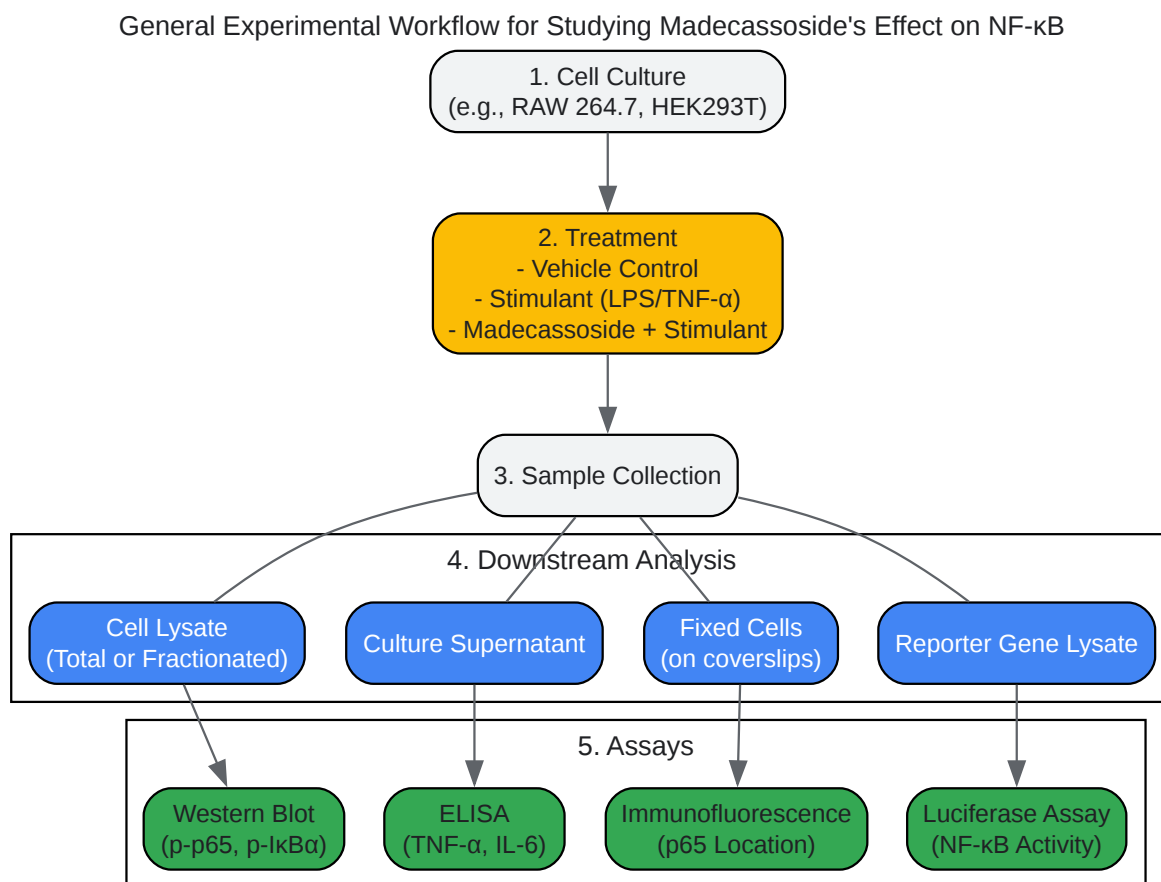 General Experimental Workflow for Studying Madecassoside's Effect on NF-κB
1. Cell Culture
(e.g., RAW 264.7, HEK293T)
2. Treatment
- Vehicle Control
- Stimulant (LPS/TNF-α)
- Madecassoside + Stimulant
3. Sample Collection
4. Downstream Analysis
Cell Lysate
(Total or Fractionated)
Culture Supernatant
Fixed Cells
(on coverslips)
Reporter Gene Lysate
5. Assays
Western Blot
(p-p65, p-IκBα)
ELISA
(TNF-α, IL-6)
Immunofluorescence
(p65 Location)
Luciferase Assay
(NF-κB Activity)